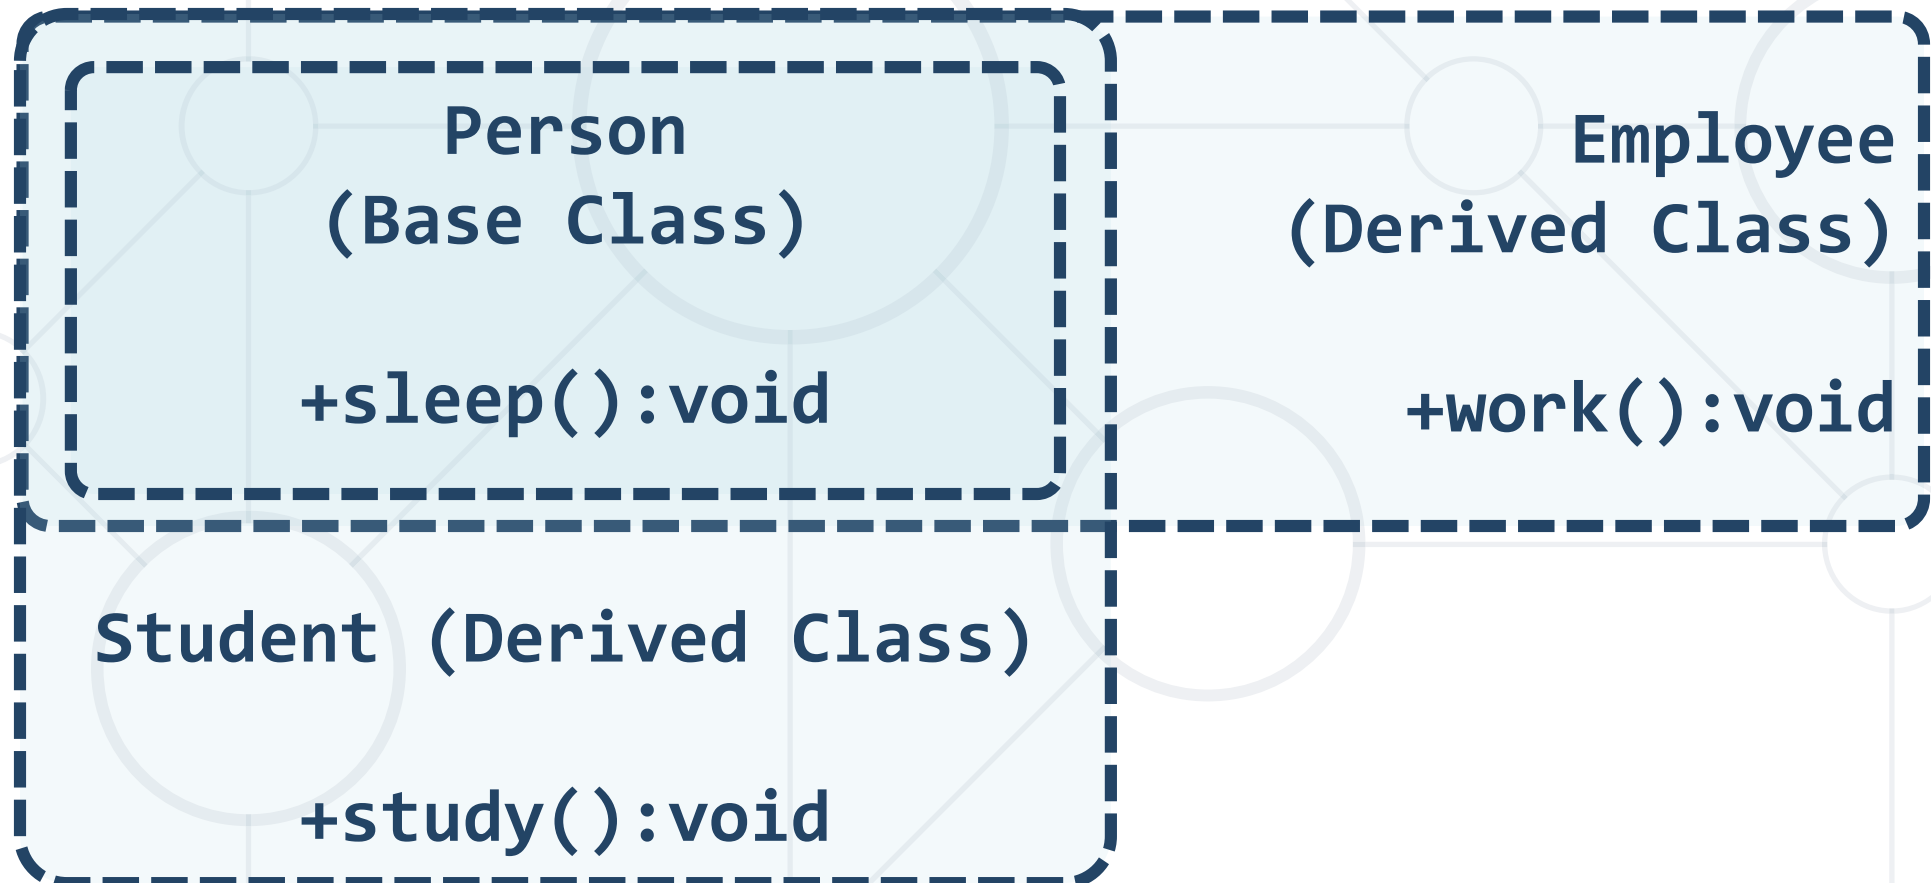 Person
(Base Class)
+sleep():void
Employee
(Derived Class)
+work():void
Student (Derived Class)
+study():void